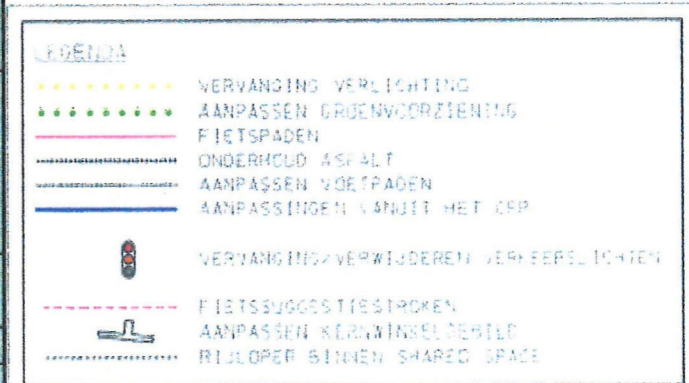 LEGENDA
VERVANGING VERLICHTING
AANPASSEN GROENVOORZIENING
FIETSPADEN
ONDERHOUD ASFALT
AANPASSEN VOETPADEN
AANPASSINGEN VANUIT HET
VERVANGING/VERWIJDEREN VERKEERSLICHTEN
FIETSSUGGESTIESTROKEN
AANPASSEN KERNWINKELGEBIED
RIJLOPER BINNEN SHARED SPACE